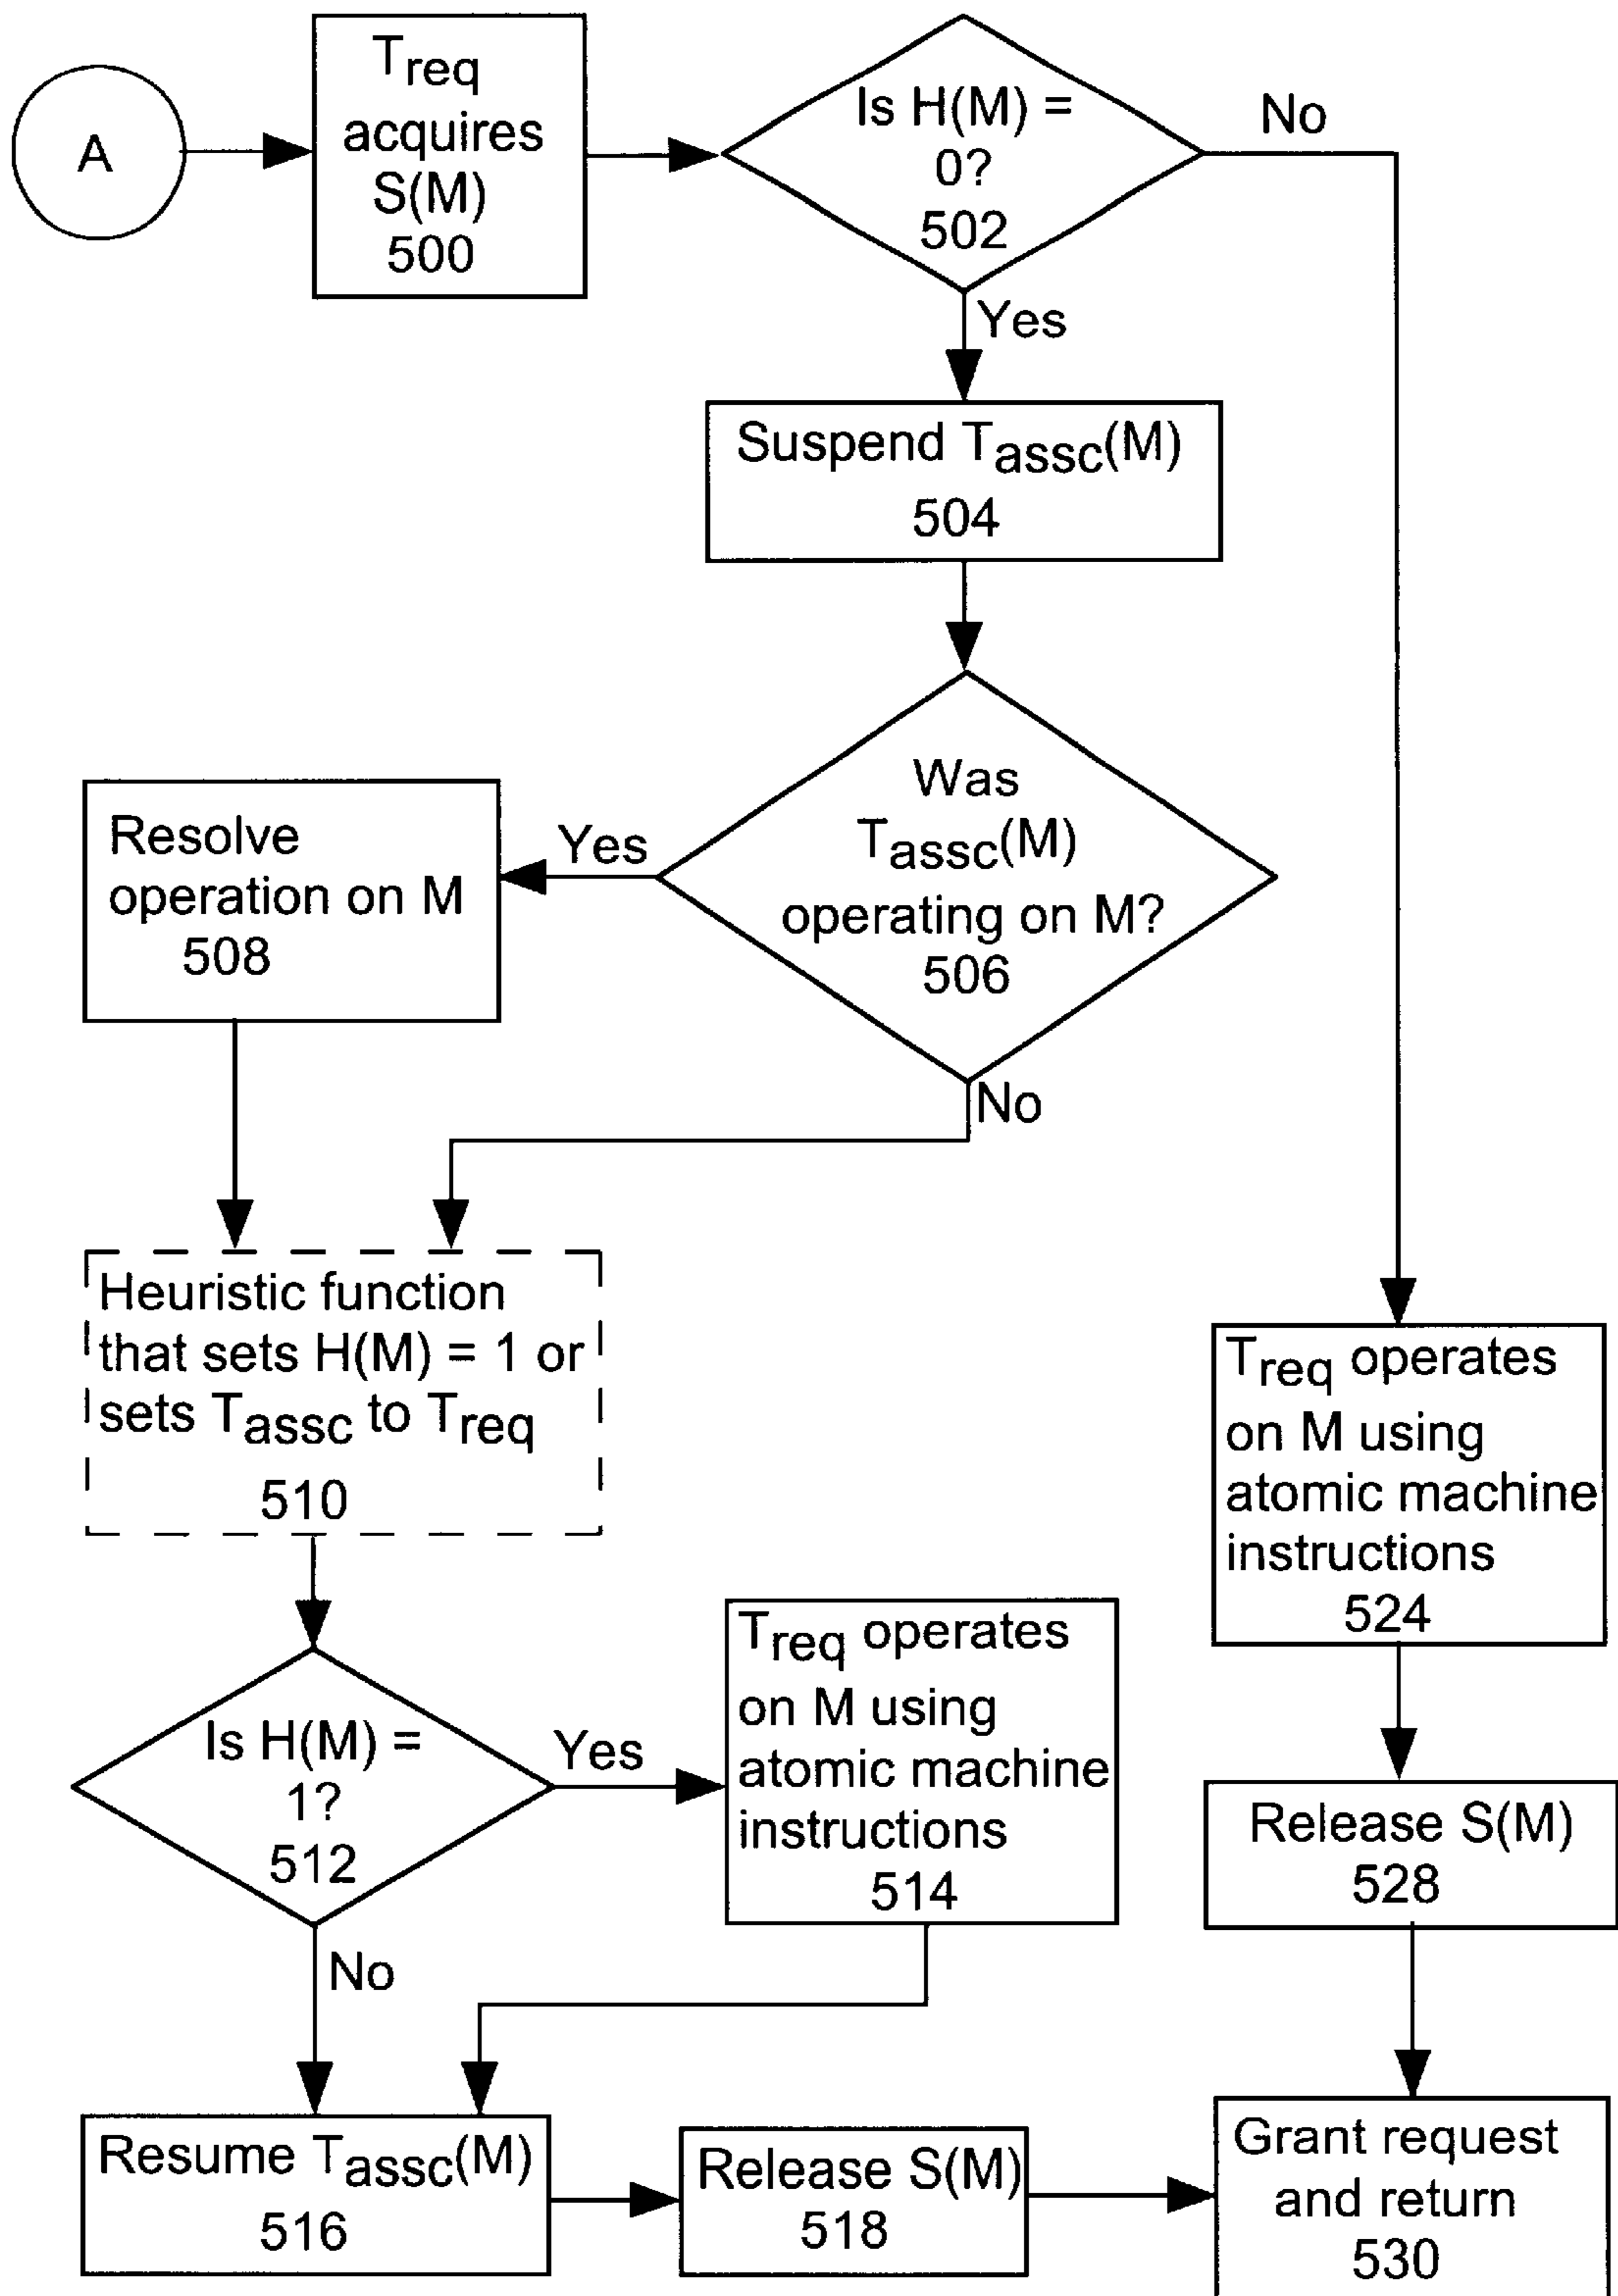 A
Treq
acquires
S(M)
500
Is H(M) =
0?
502
No
Yes
Suspend Tassc(M)
504
Was
Tassc(M)
operating on M?
506
Yes
No
Resolve
operation on M
508
Heuristic function
that sets H(M) = 1 or
sets Tassc to Treq
510
Is H(M) =
1?
512
Yes
No
Treq operates
on M using
atomic machine
instructions
514
Treq operates
on M using
atomic machine
instructions
524
Release S(M)
528
Resume Tassc(M)
516
Release S(M)
518
Grant request
and return
530